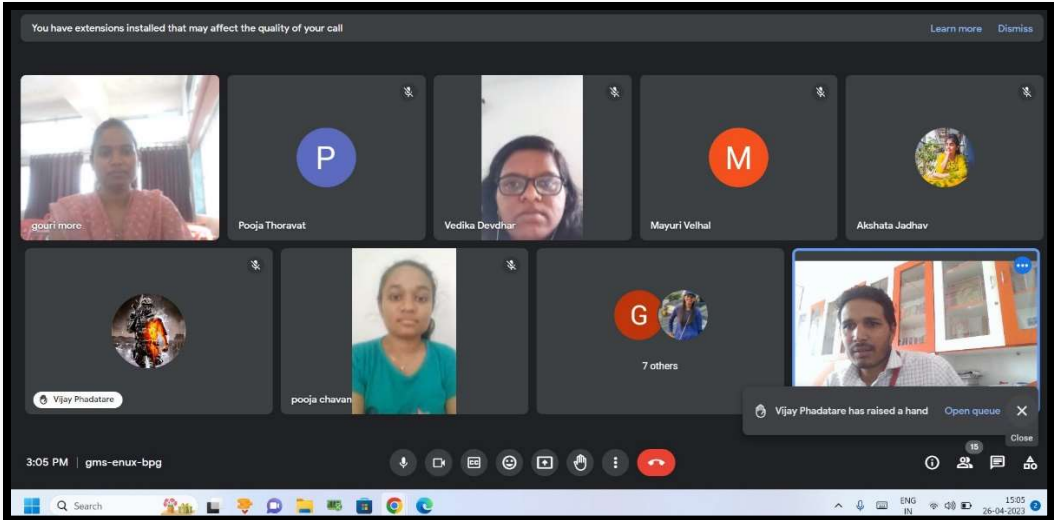 You have extensions installed that may affect the quality of your call
Learn more Dismiss
gouri more
P
Pooja Thoravat
Vedika Devdhar
M
Mayuri Velhal
Akshata Jadhav
Vijay Phadatare
pooja chavan
G
7 others
Vijay Phadatare has raised a hand Open queue
Close
3:05 PM | gms-enux-bpg
CC
15
Search
ENG
IN
15:05
26-04-2023
2